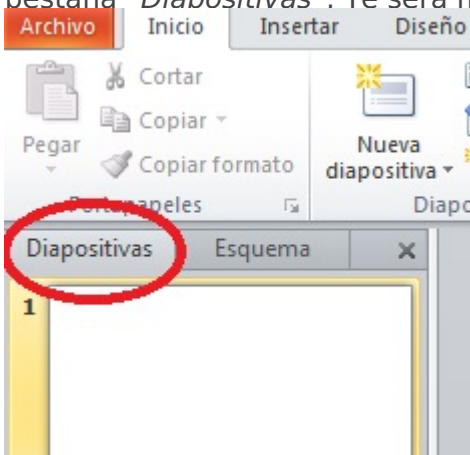 pestaña "Diapositivas". Te será
Archivo Inicio Insertar Diseño
Cortar
Copiar
Pegar
Copiar formato
Nueva
diapositiva
Portapapeles
Diapositivas Esquema
1